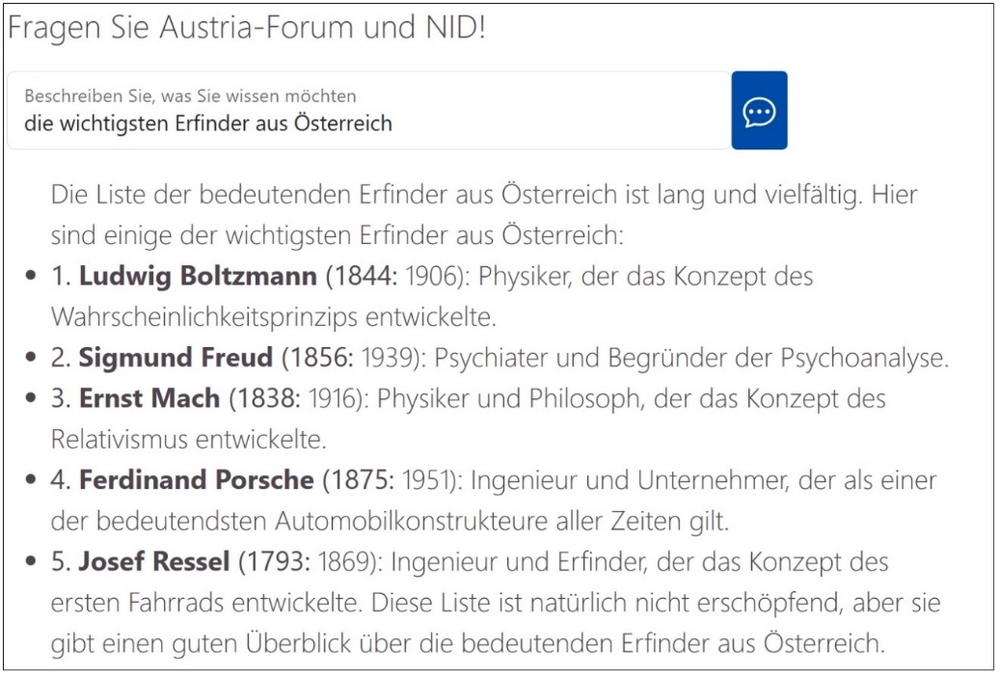 Fragen Sie Austria-Forum und NID!
Beschreiben Sie, was Sie wissen möchten
die wichtigsten Erfinder aus Österreich
Die Liste der bedeutenden Erfinder aus Österreich ist lang und vielfältig. Hier
sind einige der wichtigsten Erfinder aus Österreich:
• 1. Ludwig Boltzmann (1844: 1906): Physiker, der das Konzept des
Wahrscheinlichkeitsprinzips entwickelte.
• 2. Sigmund Freud (1856: 1939): Psychiater und Begründer der Psychoanalyse.
• 3. Ernst Mach (1838: 1916): Physiker und Philosoph, der das Konzept des
Relativismus entwickelte.
• 4. Ferdinand Porsche (1875: 1951): Ingenieur und Unternehmer, der als einer
der bedeutendsten Automobilkonstrukteure aller Zeiten gilt.
• 5. Josef Ressel (1793: 1869): Ingenieur und Erfinder, der das Konzept des
ersten Fahrrads entwickelte. Diese Liste ist natürlich nicht erschöpfend, aber sie
gibt einen guten Überblick über die bedeutenden Erfinder aus Österreich.